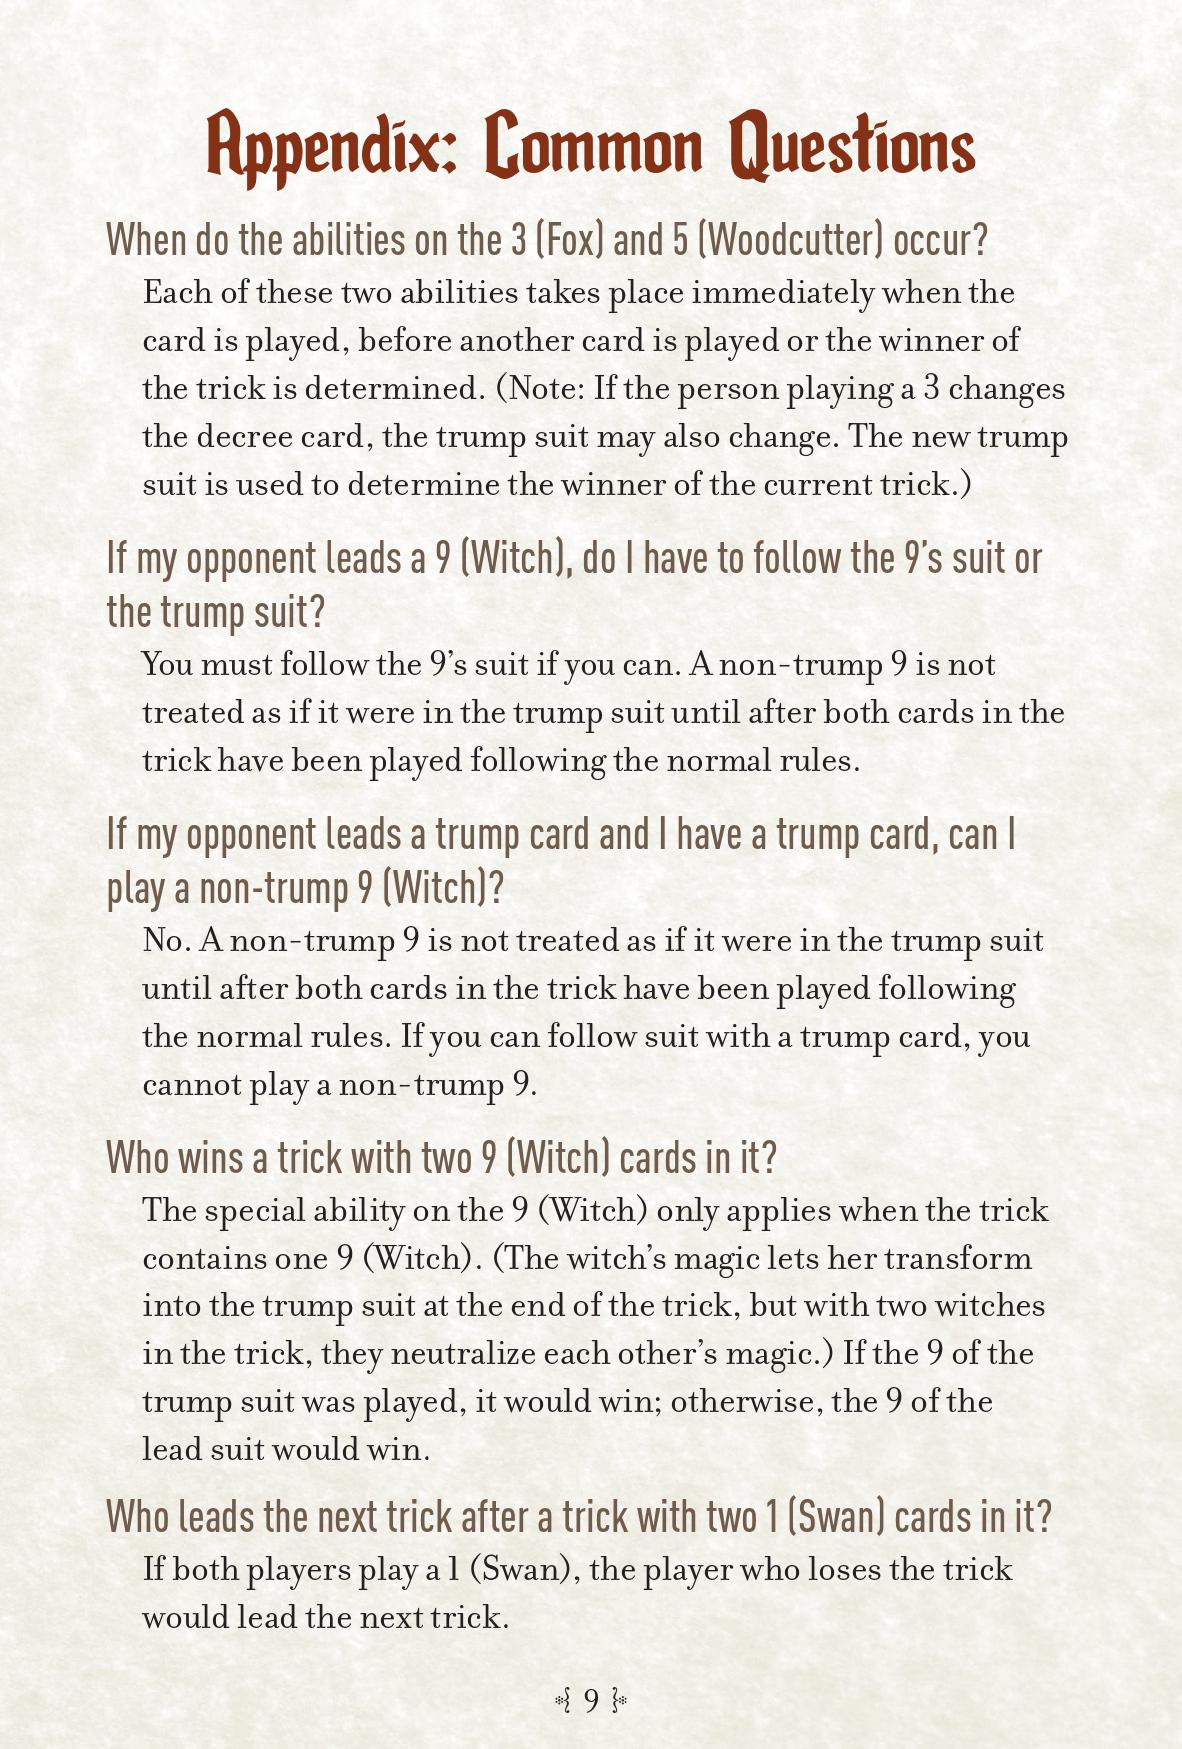 Appendix: Common Questions
When do the abilities on the 3 (Fox) and 5 (Woodcutter) occur?
Each of these two abilities takes place immediately when the
card is played, before another card is played or the winner of
the trick is determined. (Note: If the person playing a 3 changes
the decree card, the trump suit may also change. The new trump
suit is used to determine the winner of the current trick.)
If my opponent leads a 9 (Witch), do I have to follow the 9’s suit or
the trump suit?
You must follow the 9’s suit if you can. A non-trump 9 is not
treated as if it were in the trump suit until after both cards in the
trick have been played following the normal rules.
If my opponent leads a trump card and I have a trump card, can I
play a non-trump 9 (Witch)?
No. A non-trump 9 is not treated as if it were in the trump suit
until after both cards in the trick have been played following
the normal rules. If you can follow suit with a trump card, you
cannot play a non-trump 9.
Who wins a trick with two 9 (Witch) cards in it?
The special ability on the 9 (Witch) only applies when the trick
contains one 9 (Witch). (The witch’s magic lets her transform
into the trump suit at the end of the trick, but with two witches
in the trick, they neutralize each other’s magic.) If the 9 of the
trump suit was played, it would win; otherwise, the 9 of the
lead suit would win.
Who leads the next trick after a trick with two 1 (Swan) cards in it?
If both players play a 1 (Swan), the player who loses the trick
would lead the next trick.
9